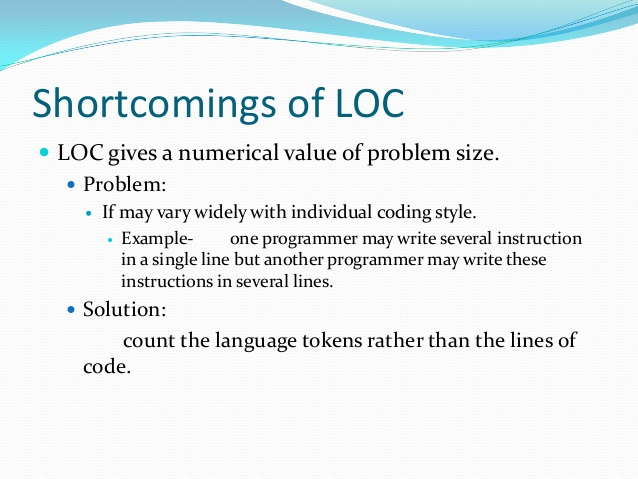 Shortcomings of LOC
• LOC gives a numerical value of problem size.
• Problem:
• If may vary widely with individual coding style.
• Example- one programmer may write several instruction
in a single line but another programmer may write these
instructions in several lines.
• Solution:
count the language tokens rather than the lines of
code.